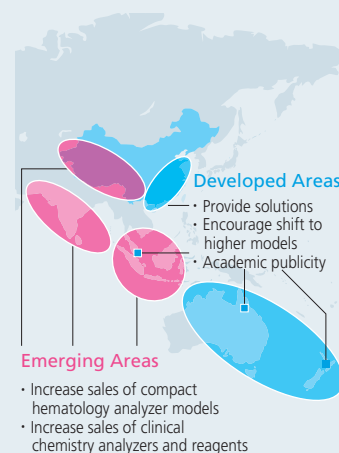 Developed Areas
・Provide solutions
・Encourage shift to
higher models
・Academic publicity
Emerging Areas
・Increase sales of compact
hematology analyzer models
・Increase sales of clinical
chemistry analyzers and reagents